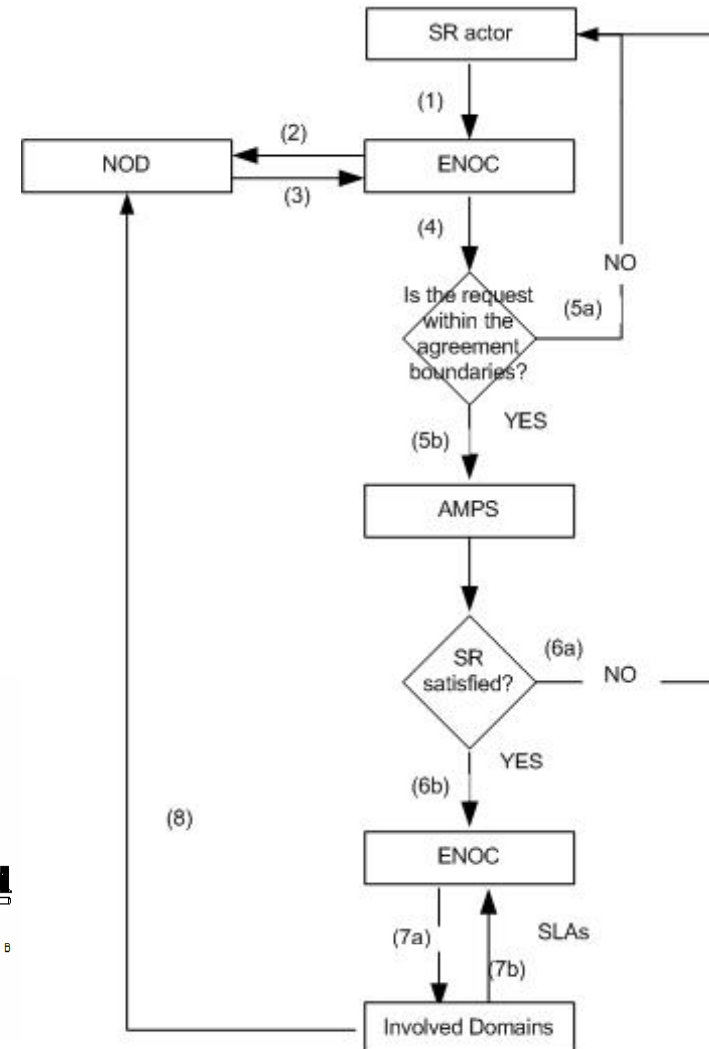 SR actor
(1)
(2)
NOD
ENOC
(3)
(4)
NO
Is the request
within the
agreement
boundaries?
(5a)
YES
(5b)
AMPS
(6a)
SR
satisfied?
NO
YES
(6b)
(8)
ENOC
(7a)
SLAs
(7b)
B
Involved Domains